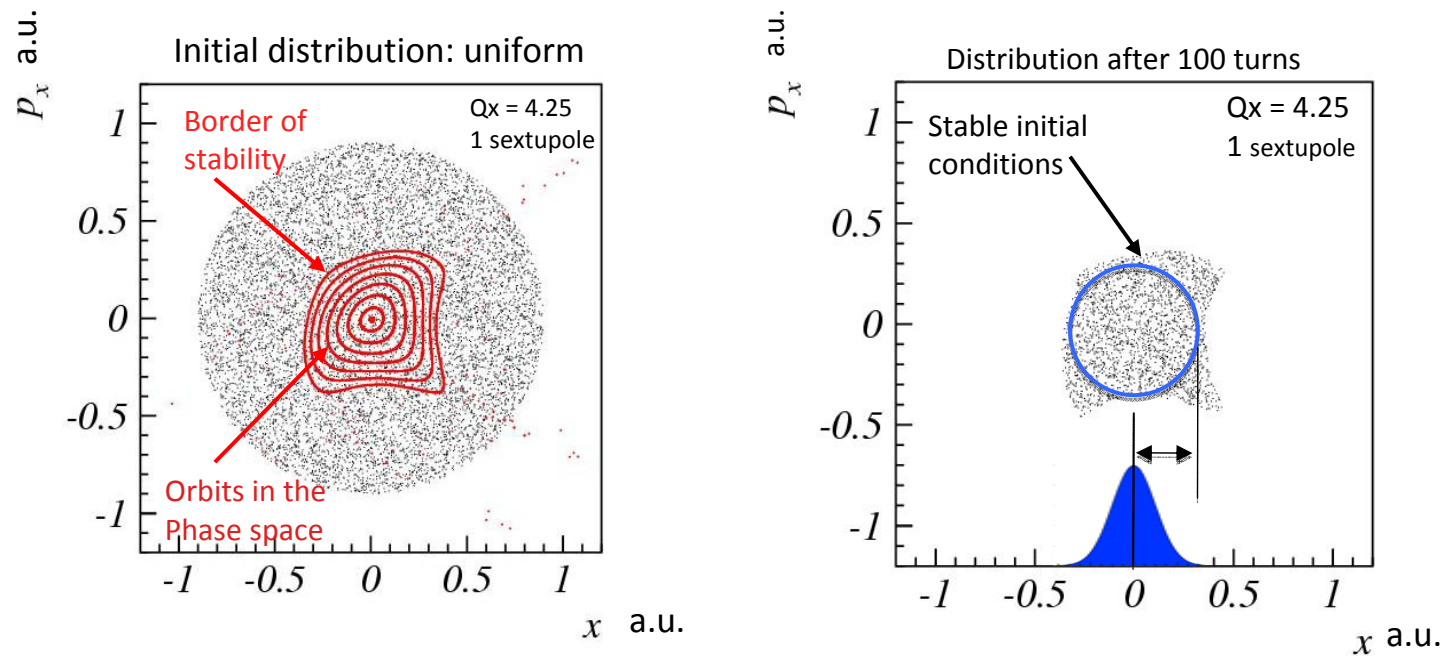 a.u.
Initial distribution: uniform
p_x
1
0.5
0
-0.5
-1
Qx = 4.25
1 sextupole
Border of
stability
Orbits in the
Phase space
-1
-0.5
0
0.5
1
x
a.u.
a.u.
Distribution after 100 turns
p_x
1
0.5
0
-0.5
-1
Stable initial
conditions
Qx = 4.25
1 sextupole
-1
-0.5
0
0.5
1
x
a.u.